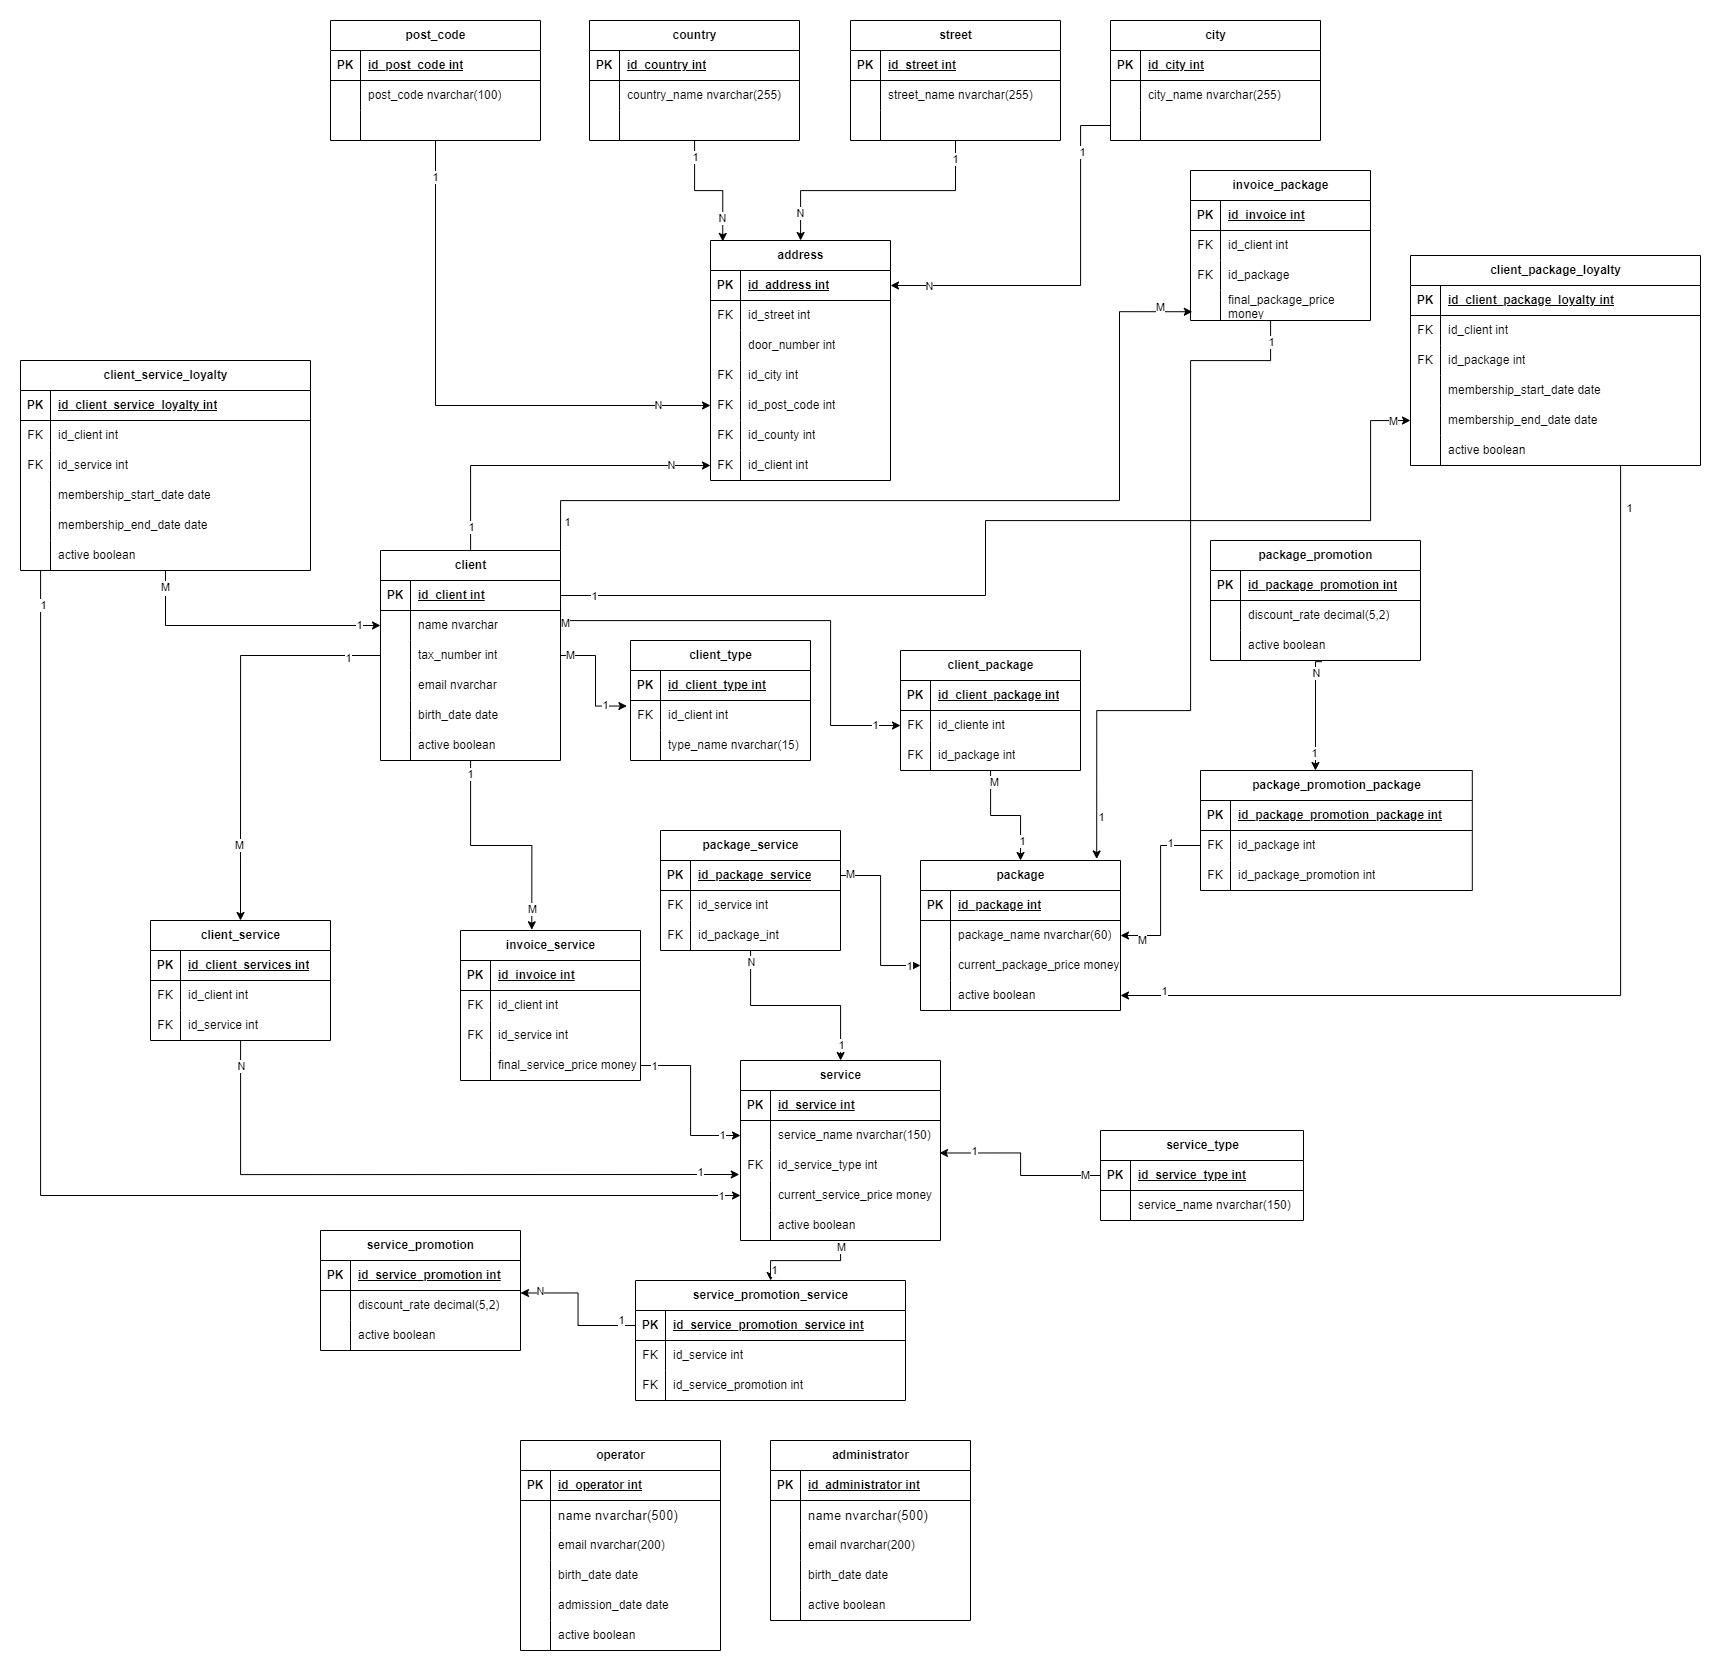 post_code
PK id_post_code int
post_code nvarchar(100)
country
PK id_country int
country_name nvarchar(255)
street
PK id_street int
street_name nvarchar(255)
city
PK id_city int
city_name nvarchar(255)
1
1
1
1
N
N
N
N
N
address
PK id_address int
FK id_street int
door_number int
FK id_city int
FK id_post_code int
FK id_county int
FK id_client int
invoice_package
PK id_invoice int
FK id_client int
FK id_package
final_package_price
money
M
1
client_package_loyalty
PK id_client_package_loyalty int
FK id_client int
FK id_package int
membership_start_date date
membership_end_date date
active boolean
M
1
client_service_loyalty
PK id_client_service_loyalty int
FK id_client int
FK id_service int
membership_start_date date
membership_end_date date
active boolean
1
M
1
1
1
client
PK id_client int
name nvarchar
tax_number int
email nvarchar
birth_date date
active boolean
1
1
M
M
1
1
1
client_type
PK id_client_type int
FK id_client int
type_name nvarchar(15)
client_package
PK id_client_package int
FK id_cliente int
FK id_package int
M
1
package_promotion
PK id_package_promotion int
discount_rate decimal(5,2)
active boolean
N
1
package_promotion_package
PK id_package_promotion_package int
FK id_package int
FK id_package_promotion int
1
M
1
M
M
package_service
PK id_package_service
FK id_service int
FK id_package_int
M
1
N
1
package
PK id_package int
package_name nvarchar(60)
current_package_price money
active boolean
1
client_service
PK id_client_services int
FK id_client int
FK id_service int
N
1
1
invoice_service
PK id_invoice int
FK id_client int
FK id_service int
final_service_price money
1
1
service
PK id_service int
service_name nvarchar(150)
FK id_service_type int
current_service_price money
active boolean
1
M
service_type
PK id_service_type int
service_name nvarchar(150)
M
1
service_promotion
PK id_service_promotion int
discount_rate decimal(5,2)
active boolean
N
1
service_promotion_service
PK id_service_promotion_service int
FK id_service int
FK id_service_promotion int
operator
PK id_operator int
name nvarchar(500)
email nvarchar(200)
birth_date date
admission_date date
active boolean
administrator
PK id_administrator int
name nvarchar(500)
email nvarchar(200)
birth_date date
active boolean